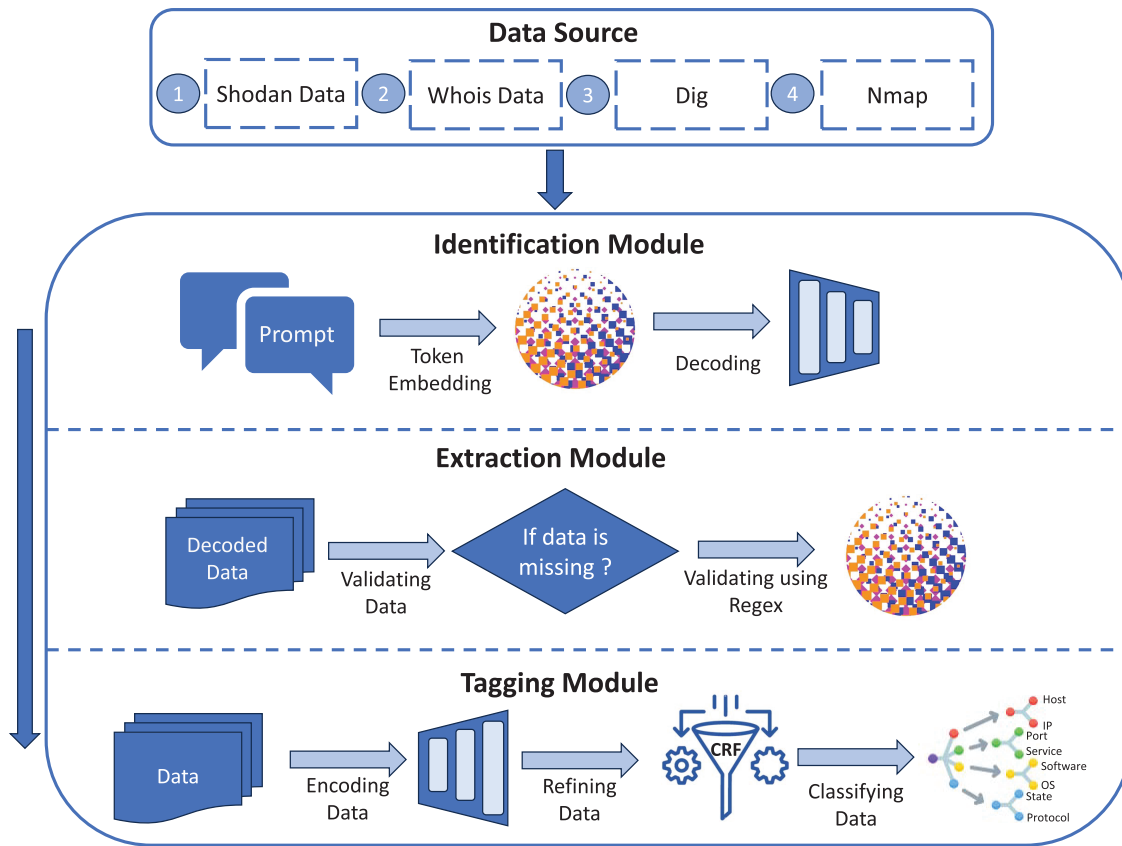 Data Source
1 Shodan Data 2 Whois Data 3 Dig 4 Nmap
Identification Module
Prompt
Token
Embedding
Decoding
Extraction Module
Decoded
Data
Validating
Data
If data is
missing ?
Validating using
Regex
Tagging Module
Data
Encoding
Data
Refining
Data
CRF
Classifying
Data
Host
IP
Port
Service
Software
OS
State
Protocol